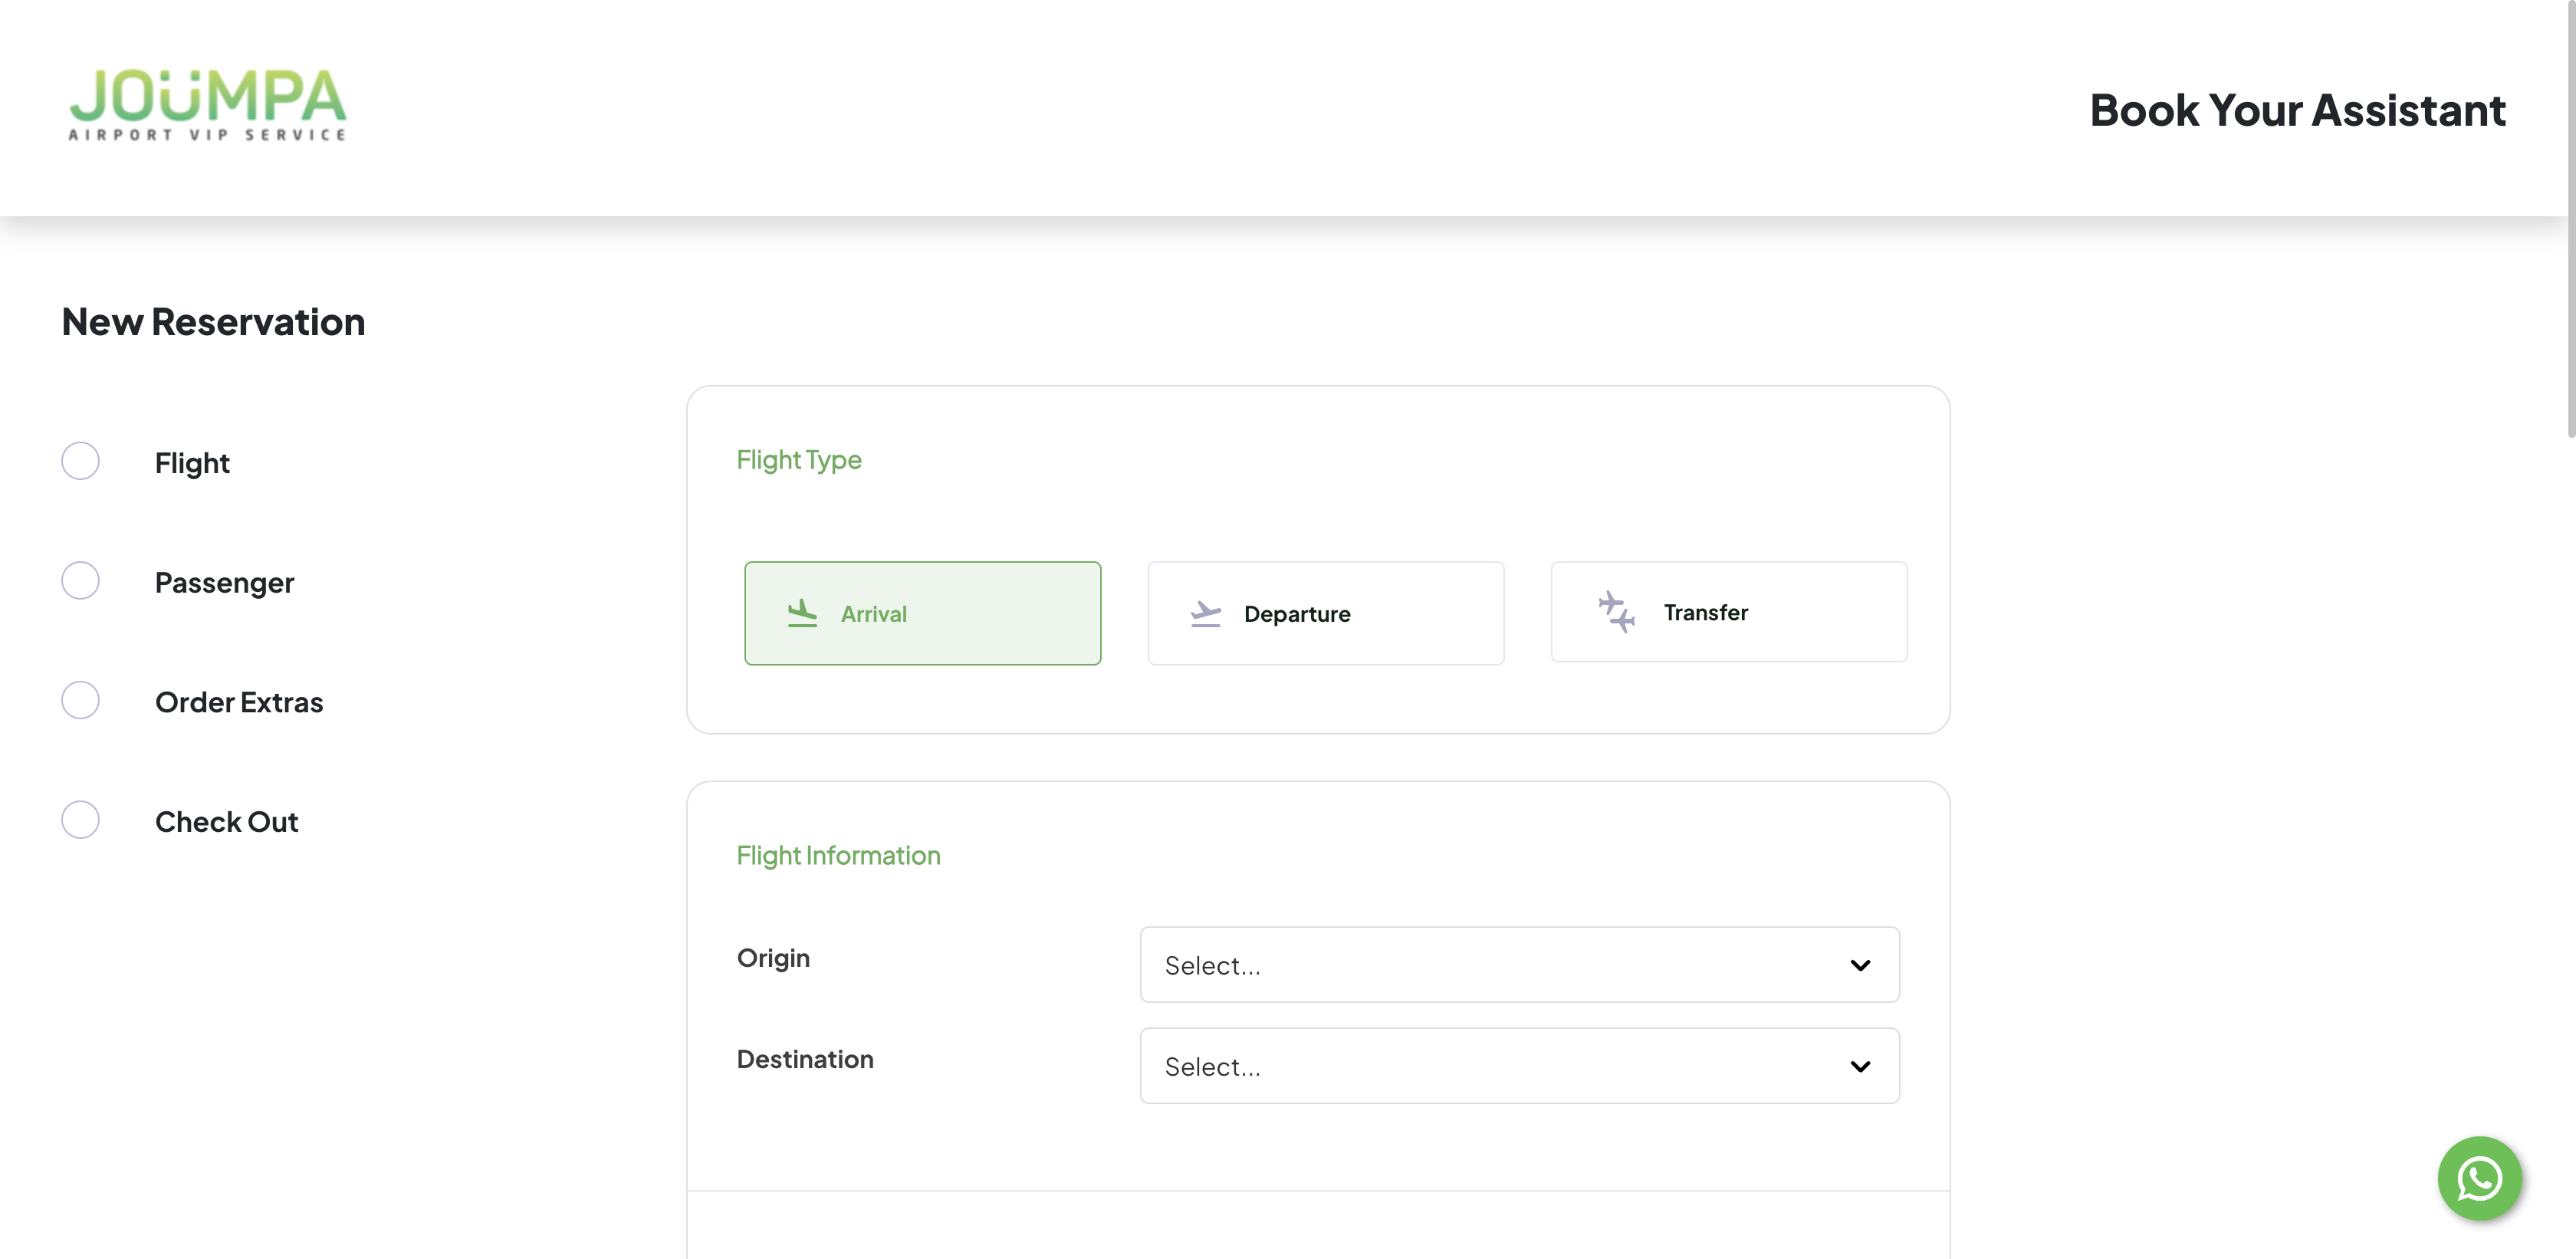 JOÜMPA
AIRPORT VIP SERVICE
Book Your Assistant
New Reservation
Flight
Passenger
Order Extras
Check Out
Flight Type
Arrival
Departure
Transfer
Flight Information
Origin
Select...
Destination
Select...